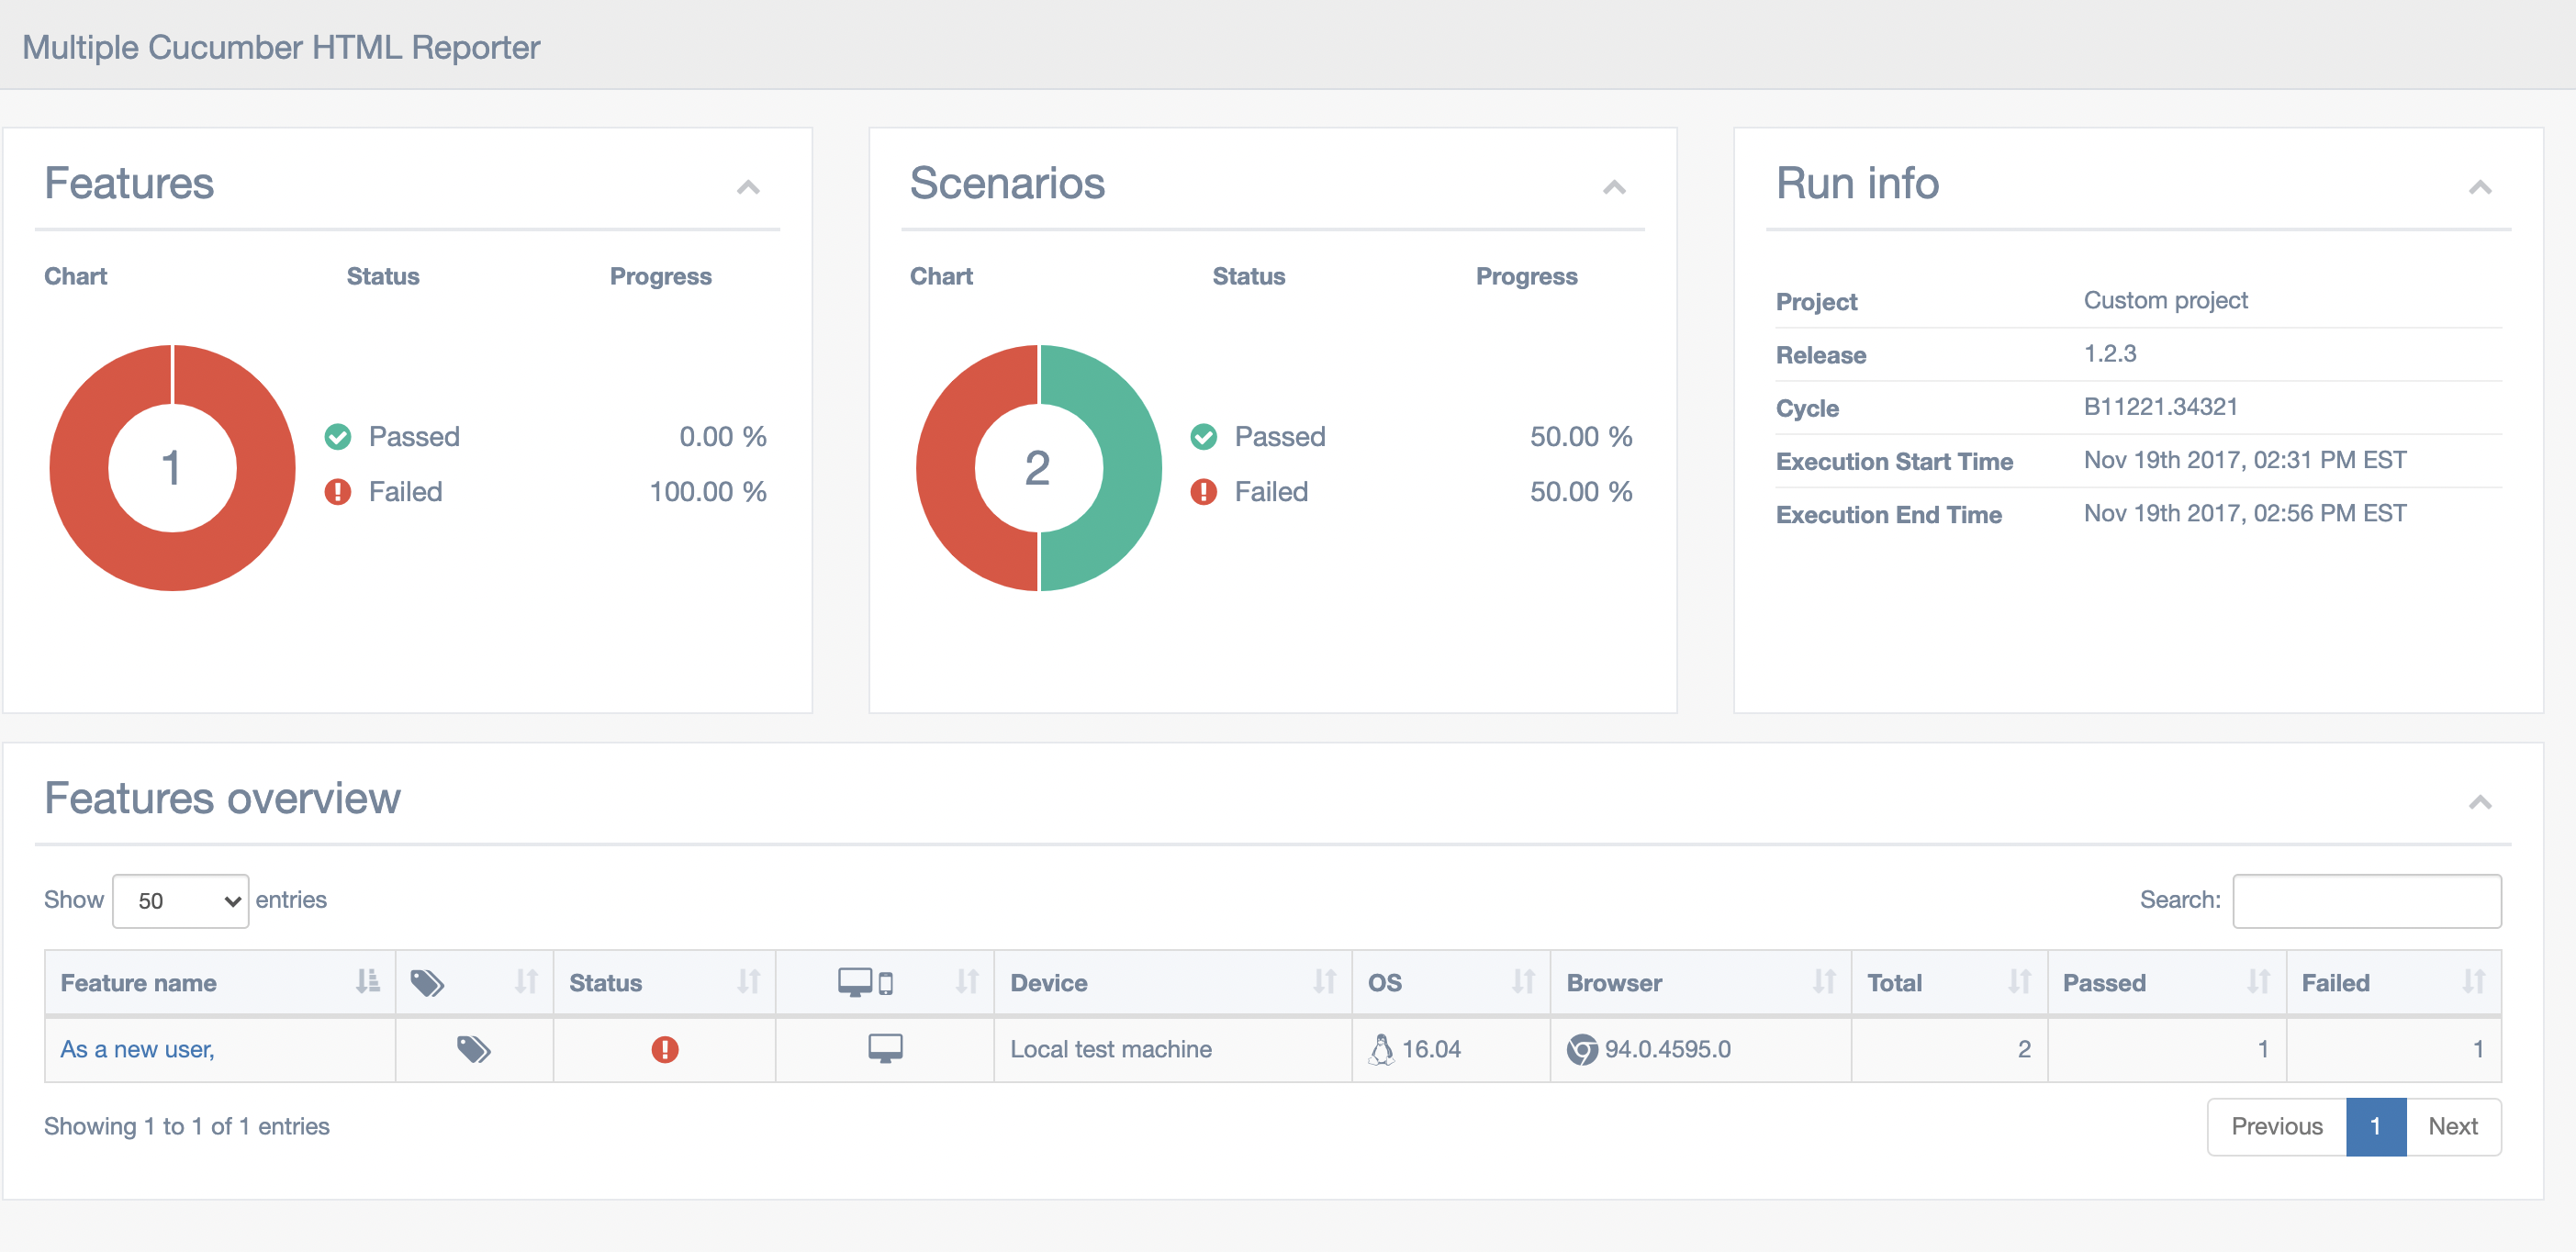 Multiple Cucumber HTML Reporter
Features
Chart Status Progress
1
Passed 0.00 %
Failed 100.00 %
Scenarios
Chart Status Progress
2
Passed 50.00 %
Failed 50.00 %
Run info
Project Custom project
Release 1.2.3
Cycle B11221.34321
Execution Start Time Nov 19th 2017, 02:31 PM EST
Execution End Time Nov 19th 2017, 02:56 PM EST
Features overview
Show 50 entries Search:
Feature name Status Device OS Browser Total Passed Failed
As a new user, Local test machine 16.04 94.0.4595.0 2 1 1
Showing 1 to 1 of 1 entries Previous 1 Next